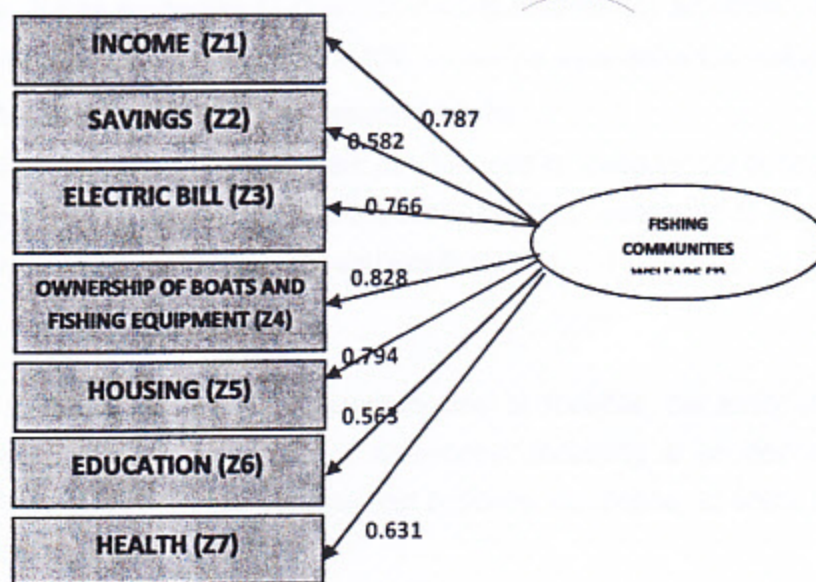 INCOME (Z1)
0.787
SAVINGS (Z2)
0.582
ELECTRIC BILL (Z3)
0.766
FISHING
COMMUNITIES
OWNERSHIP OF BOATS AND
FISHING EQUIPMENT (Z4)
0.828
0.794
HOUSING (Z5)
0.563
EDUCATION (Z6)
0.631
HEALTH (Z7)